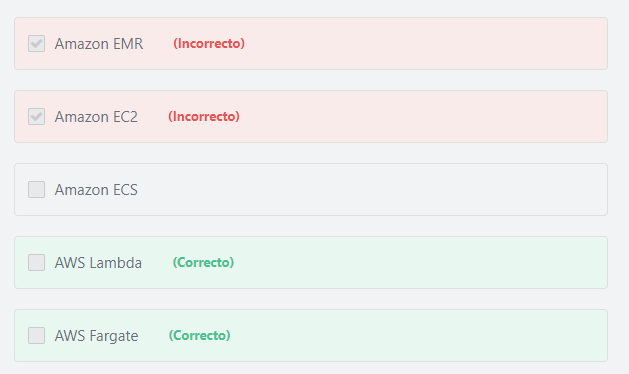 Amazon EMR (Incorrecto)
Amazon EC2 (Incorrecto)
Amazon ECS
AWS Lambda (Correcto)
AWS Fargate (Correcto)